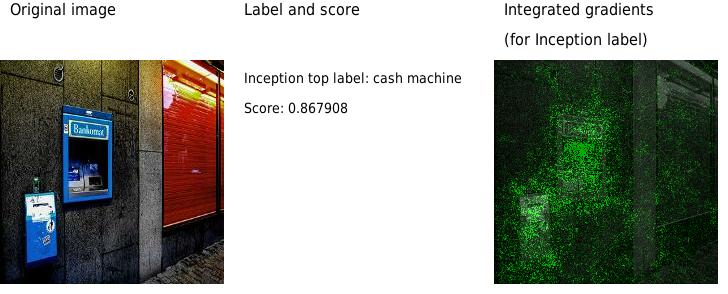 Original image
Label and score
Integrated gradients
(for Inception label)
Inception top label: cash machine
Score: 0.867908
Bankomat